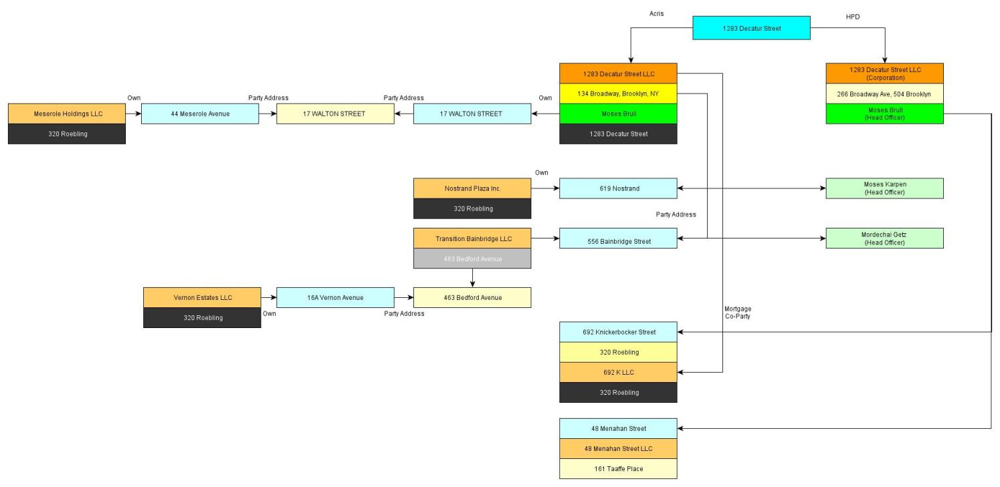 Acris
1283 Decatur Street
HPD
1283 Decatur Street LLC
134 Broadway, Brooklyn, NY
Moses Brull
1283 Decatur Street
1283 Decatur Street LLC
(Corporation)
266 Broadway Ave, 504 Brooklyn
Moses Brull
(Head Officer)
Meserole Holdings LLC
320 Roebling
Own
44 Meserole Avenue
Party Address
17 WALTON STREET
Party Address
17 WALTON STREET
Own
Nostrand Plaza Inc.
320 Roebling
Own
619 Nostrand
Moses Karpen
(Head Officer)
Party Address
Transition Bainbridge LLC
463 Bedford Avenue
556 Bainbridge Street
Mordechai Getz
(Head Officer)
Vernon Estates LLC
320 Roebling
Own
16A Vernon Avenue
Party Address
463 Bedford Avenue
Mortgage
Co-Party
692 Knickerbocker Street
320 Roebling
692 K LLC
320 Roebling
48 Menahan Street
48 Menahan Street LLC
161 Taaffe Place